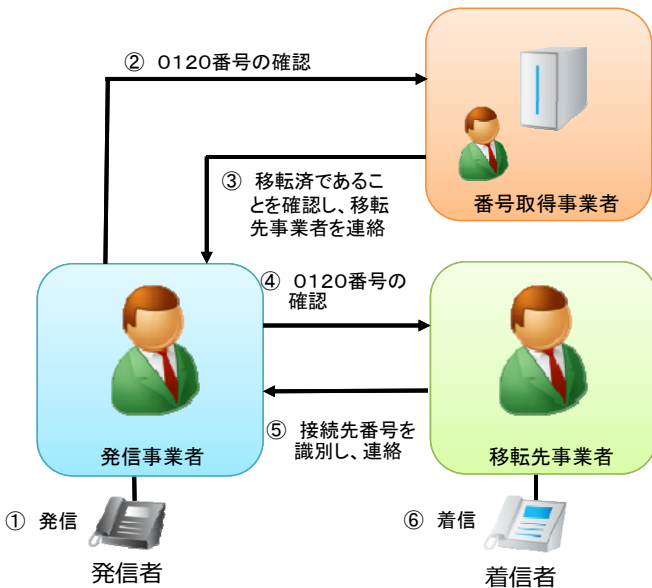 ② 0120番号の確認
③ 移転済であるこ
とを確認し、移転
先事業者を連絡
番号取得事業者
④ 0120番号の
確認
⑤ 接続先番号を
識別し、連絡
発信事業者
移転先事業者
① 発信
⑥ 着信
発信者
着信者